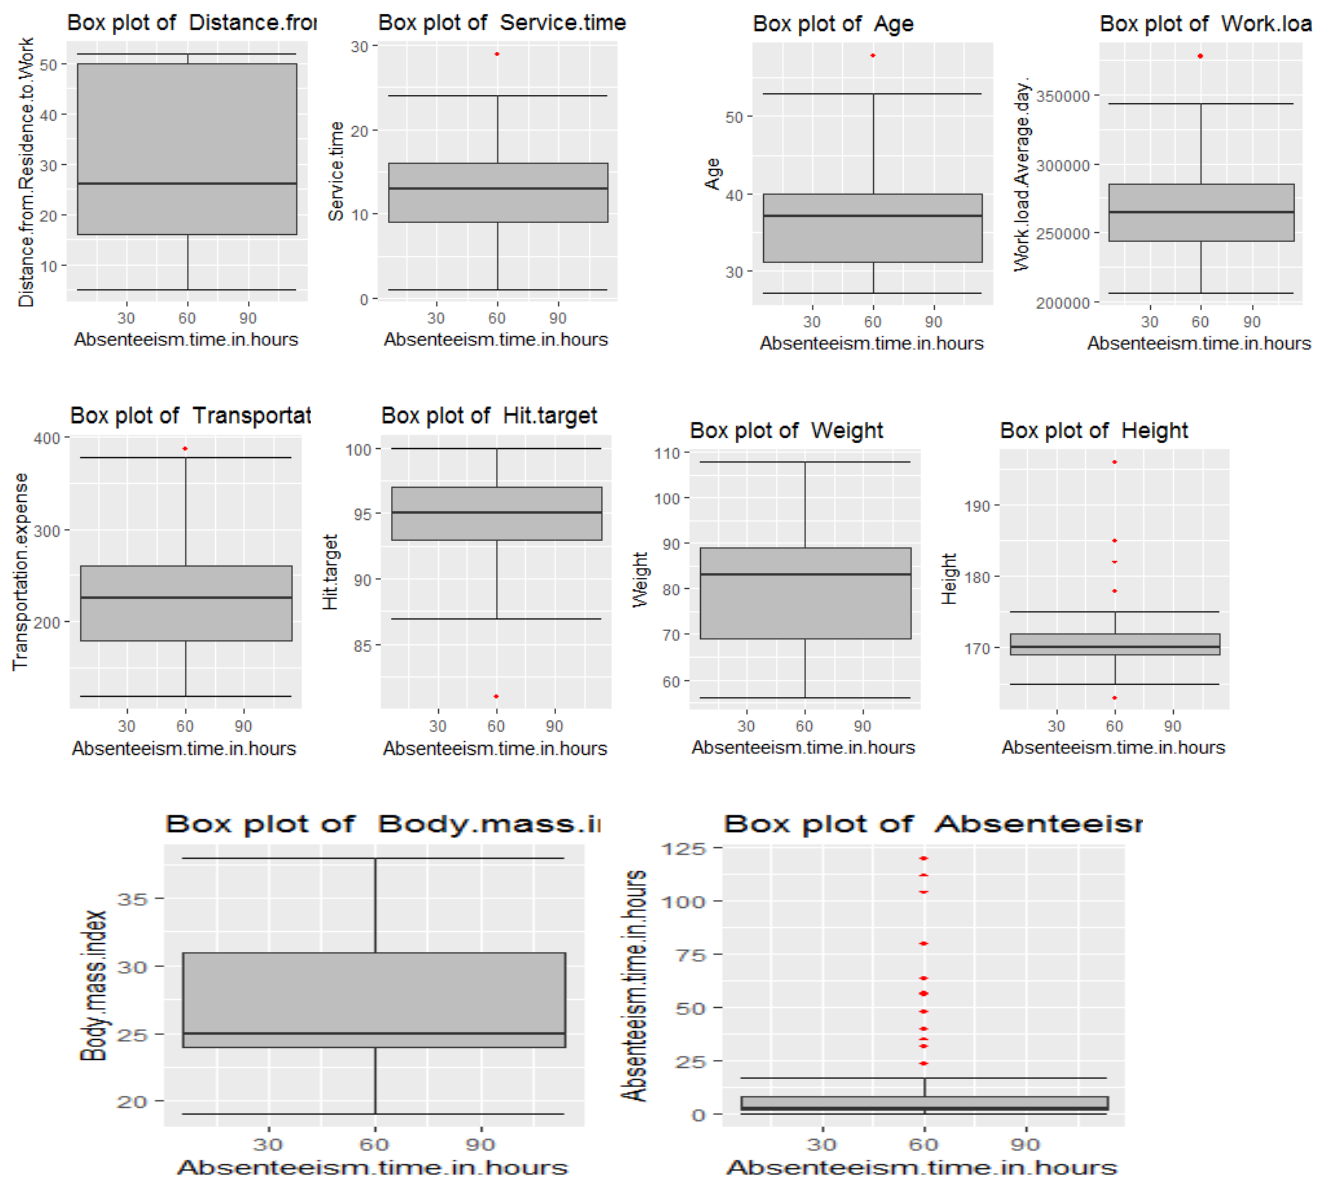 Box plot of  Distance.fror
Distance.from.Residence.to.Work
50
40
30
20
10
30 60 90
Absenteeism.time.in.hours
Box plot of  Service.time
Service.time
30
20
10
0
30 60 90
Absenteeism.time.in.hours
Box plot of  Age
Age
50
40
30
30 60 90
Absenteeism.time.in.hours
Box plot of  Work.loa
Work.load.Average.day.
350000
300000
250000
200000
30 60 90
Absenteeism.time.in.hours
Box plot of  Transportat
Transportation.expense
400
300
200
30 60 90
Absenteeism.time.in.hours
Box plot of  Hit.target
Hit.target
100
95
90
85
30 60 90
Absenteeism.time.in.hours
Box plot of  Weight
Weight
110
100
90
80
70
60
30 60 90
Absenteeism.time.in.hours
Box plot of  Height
Height
190
180
170
30 60 90
Absenteeism.time.in.hours
Box plot of  Body.mass.i
Body.mass.index
35
30
25
20
30 60 90
Absenteeism.time.in.hours
Box plot of  Absenteeisr
Absenteeism.time.in.hours
125
100
75
50
25
0
30 60 90
Absenteeism.time.in.hours